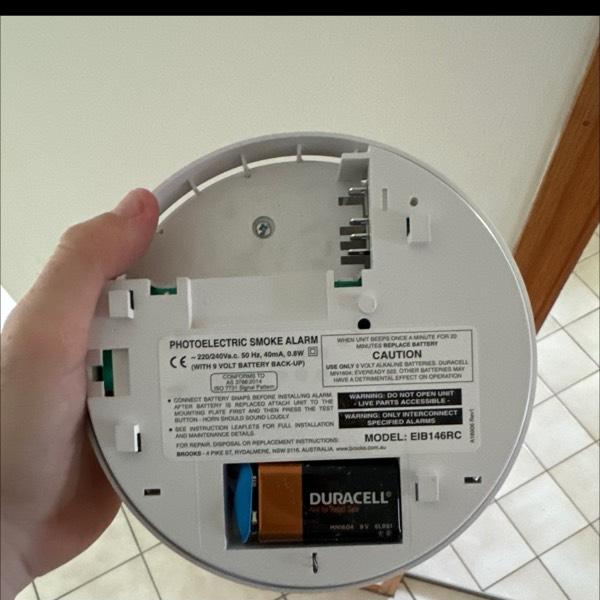 PHOTOELECTRIC SMOKE ALARM
CE ~ 220/240Va.c. 50 Hz, 40mA, 0.8W
(WITH 9 VOLT BATTERY BACK-UP)
CONFORMS TO
AS 3786:2014
ISO 7731 Signal Pattern
• CONNECT BATTERY SNAPS BEFORE INSTALLING ALARM.
AFTER BATTERY IS REPLACED ATTACH UNIT TO THE
MOUNTING PLATE FIRST AND THEN PRESS THE TEST
BUTTON - HORN SHOULD SOUND LOUDLY
• SEE INSTRUCTION LEAFLETS FOR FULL INSTALLATION
AND MAINTENANCE DETAILS.
FOR REPAIR, DISPOSAL OR REPLACEMENT INSTRUCTIONS:
BROOKS - 4 PIKE ST, RYDALMERE, NSW 2116, AUSTRALIA. www.brooks.com.au
WHEN UNIT BEEPS ONCE A MINUTE FOR 20
MINUTES REPLACE BATTERY
CAUTION
USE ONLY 9 VOLT ALKALINE BATTERIES, DURACELL
MN1604; EVEREADY 522. OTHER BATTERIES MAY
HAVE A DETRIMENTAL EFFECT ON OPERATION
WARNING: DO NOT OPEN UNIT
- LIVE PARTS ACCESSIBLE -
WARNING: ONLY INTERCONNECT
SPECIFIED ALARMS
MODEL: EIB146RC
DURACELL®
Not for Retail Sale
MN1604 9V 6LR61